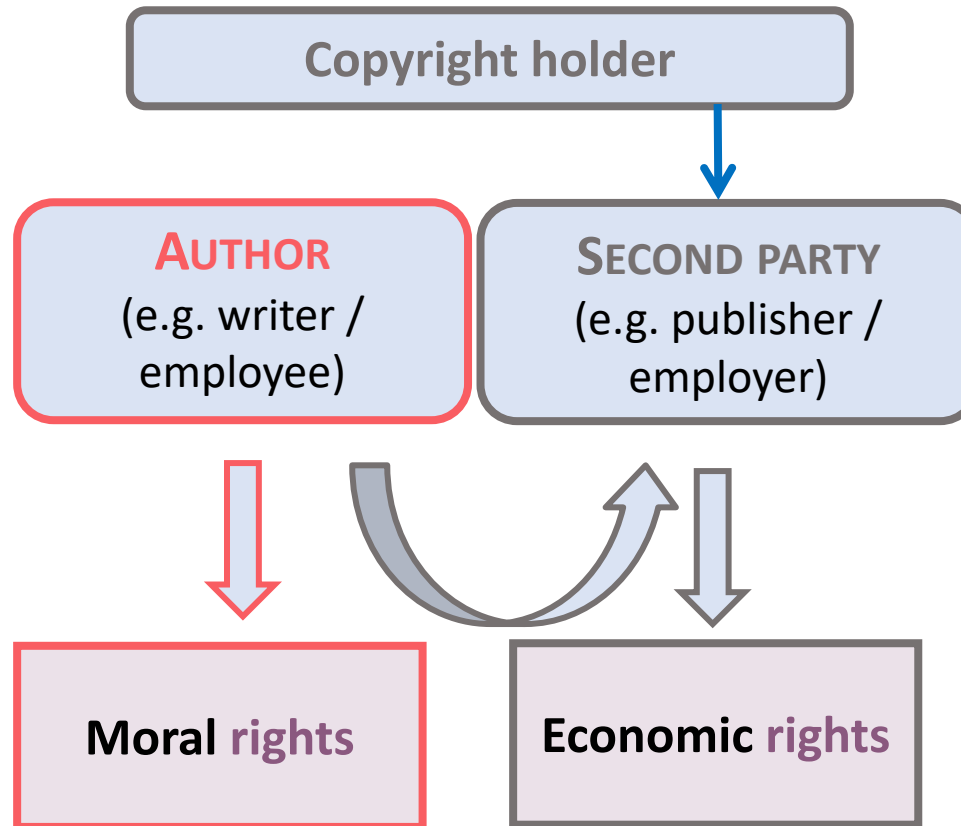 Copyright holder
AUTHOR
(e.g. writer /
employee)
SECOND PARTY
(e.g. publisher /
employer)
Moral rights
Economic rights